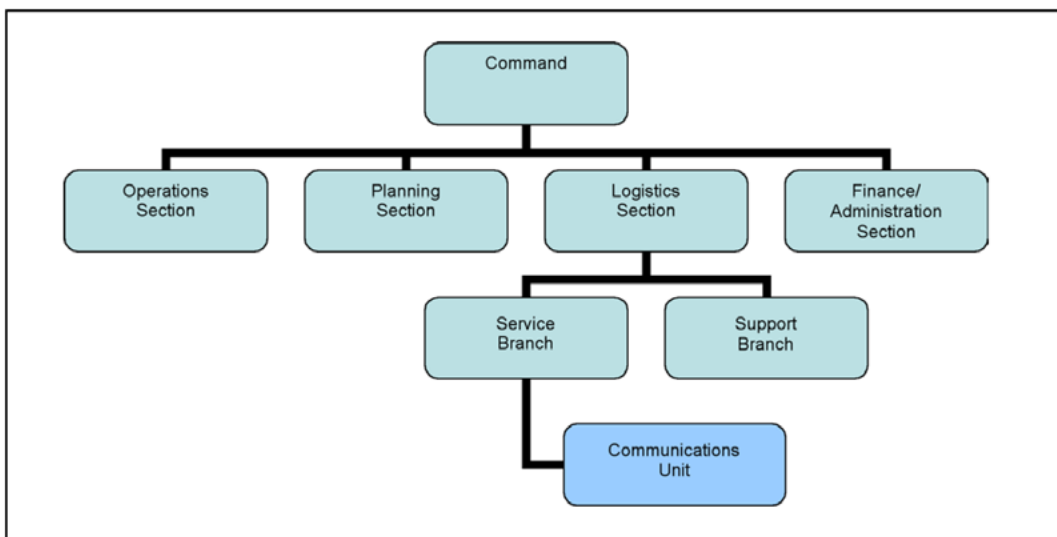 Command
Operations
Section
Planning
Section
Logistics
Section
Finance/
Administration
Section
Service
Branch
Support
Branch
Communications
Unit